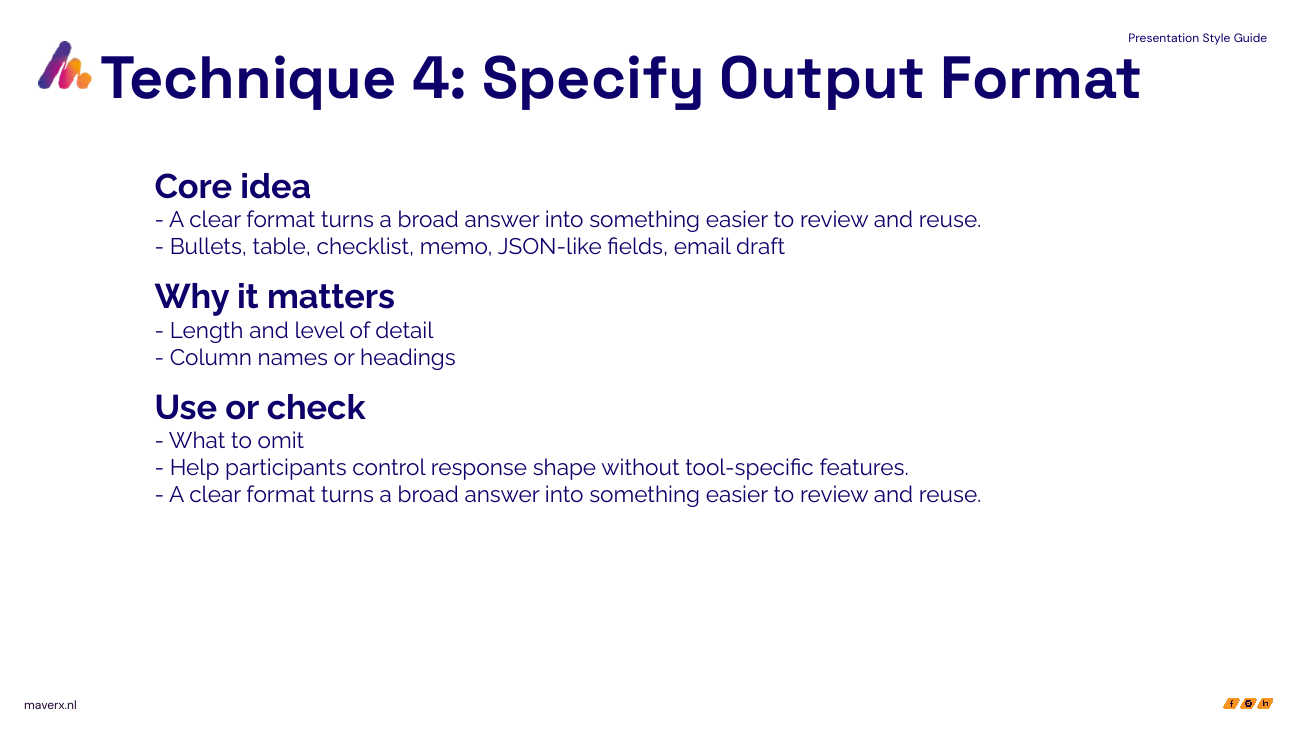 Presentation Style Guide
Technique 4: Specify Output Format
Core idea
- A clear format turns a broad answer into something easier to review and reuse.
- Bullets, table, checklist, memo, JSON-like fields, email draft
Why it matters
- Length and level of detail
- Column names or headings
Use or check
- What to omit
- Help participants control response shape without tool-specific features.
- A clear format turns a broad answer into something easier to review and reuse.
maverx.nl